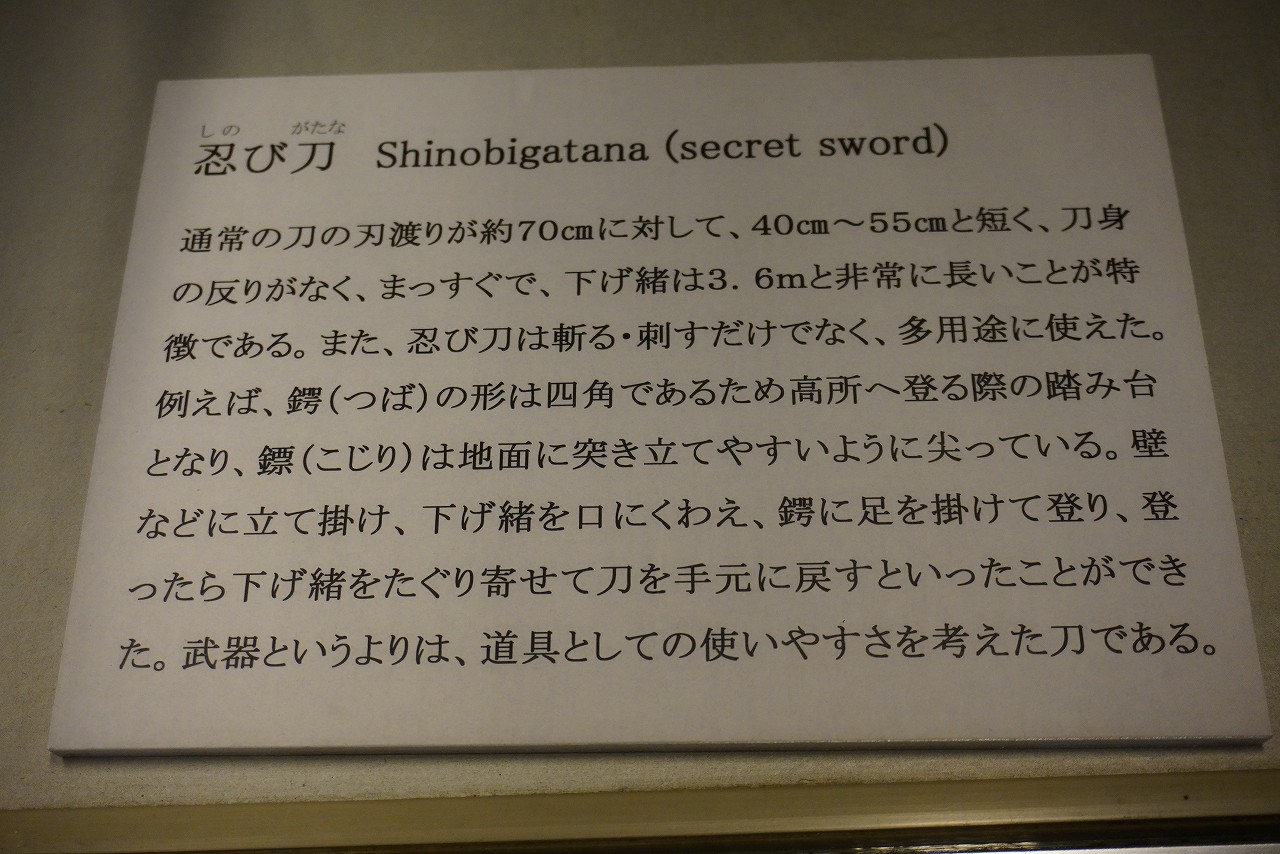 しの がたな
忍び刀 Shinobigatana (secret sword)
通常の刀の刃渡りが約70㎝に対して、40㎝～55㎝と短く、刀身
の反りがなく、まっすぐで、下げ緒は3．6mと非常に長いことが特
徴である。また、忍び刀は斬る・刺すだけでなく、多用途に使えた。
例えば、鍔(つば)の形は四角であるため高所へ登る際の踏み台
となり、鏢(こじり)は地面に突き立てやすいように尖っている。壁
などに立て掛け、下げ緒を口にくわえ、鍔に足を掛けて登り、登
ったら下げ緒をたぐり寄せて刀を手元に戻すといったことができ
た。武器というよりは、道具としての使いやすさを考えた刀である。